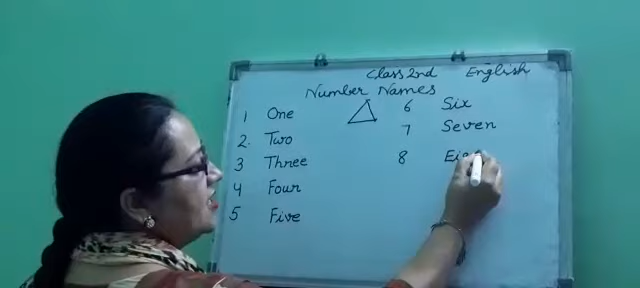 Class 2nd English
Number Names
1 One
2. Two
3 Three
4 Four
5 Five
6 Six
7 Seven
8